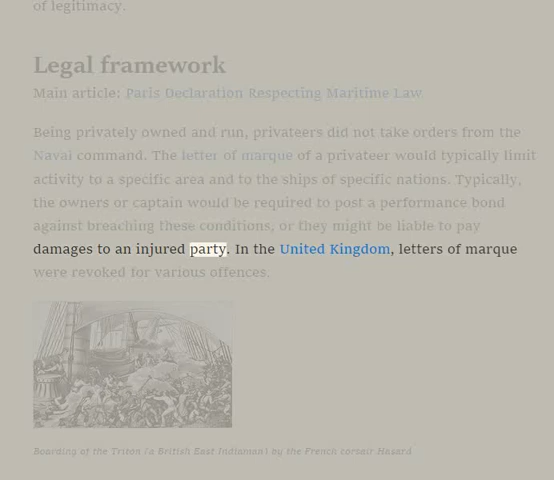 of legitimacy.
Legal framework
Main article: Paris Declaration Respecting Maritime Law
Being privately owned and run, privateers did not take orders from the
Naval command. The letter of marque of a privateer would typically limit
activity to a specific area and to the ships of specific nations. Typically,
the owners or captain would be required to post a performance bond
against breaching these conditions, or they might be liable to pay
damages to an injured party. In the United Kingdom, letters of marque
were revoked for various offences.
Boarding of the Triton (a British East Indiaman) by the French corsair Hasard